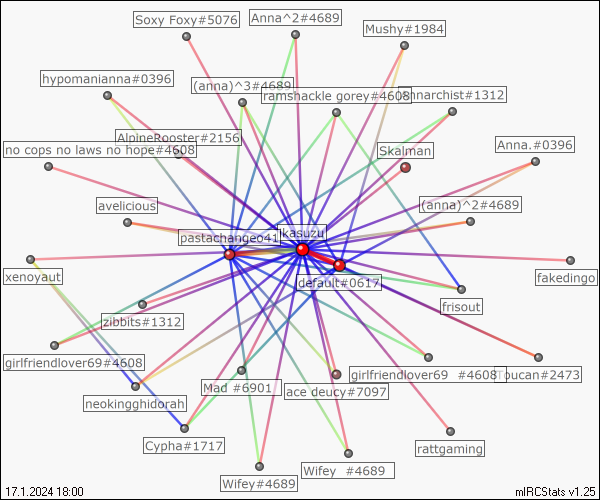 Soxy Foxy#5076
Anna^2#4689
Mushy#1984
hypomanianna#0396
(anna)^3#4689
ramshackle gorey#4608
nnarchist#1312
AlpineRooster#2156
no cops no laws no hope#4608
Skalman
Anna.#0396
avelicious
(anna)^2#4689
pastachangeo41
kasuzu
xenoyaut
default#0617
fakedingo
frisout
zibbits#1312
girlfriendlover69#4608
Mad #6901
ace deucy#7097
girlfriendlover69 #4608
oucan#2473
neokingghidorah
Cypha#1717
rattgaming
Wifey#4689
Wifey #4689
17.1.2024 18:00
mIRCStats v1.25